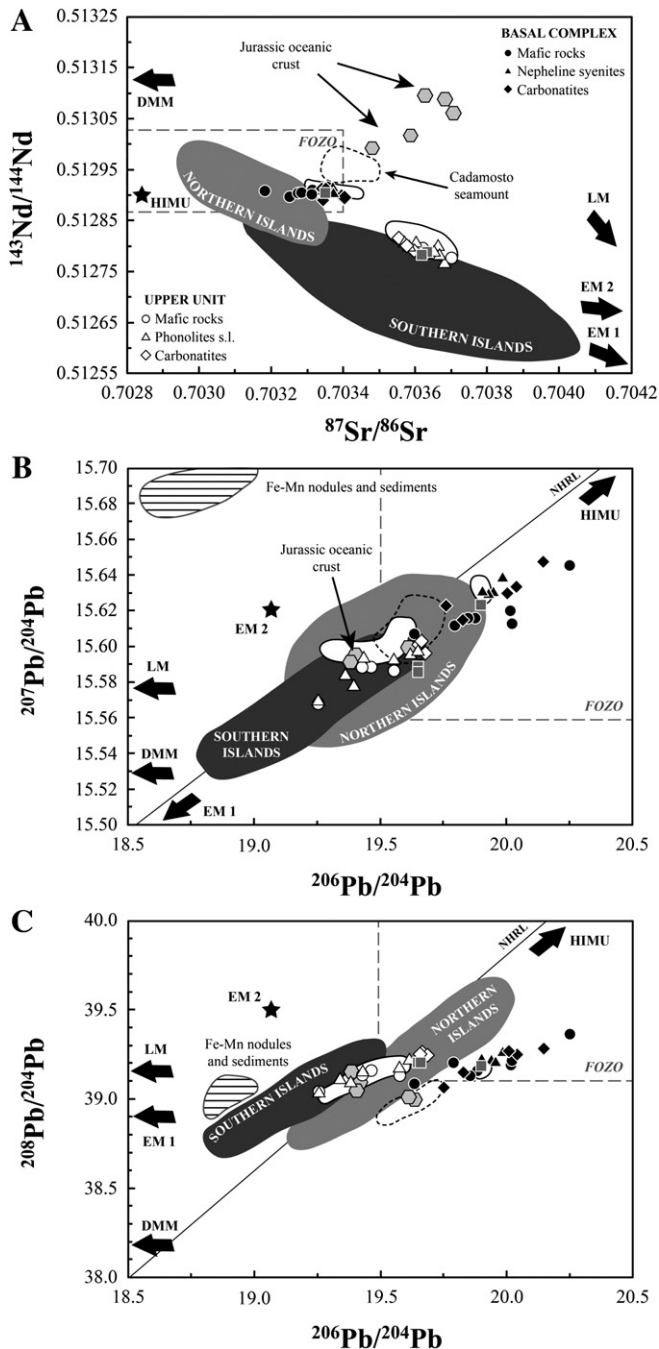 A
0.51325
0.51315
0.51305
0.51295
0.51285
0.51275
0.51265
0.51255
143Nd/144Nd
Jurassic oceanic
crust
BASAL COMPLEX
Mafic rocks
Nepheline syenites
Carbonatites
DMM
FOZO
Cadamosto
seamount
HIMU
NORTHERN ISLANDS
LM
EM 2
EM 1
UPPER UNIT
Mafic rocks
Phonolites s.l.
Carbonatites
SOUTHERN ISLANDS
0.7028 0.7030 0.7032 0.7034 0.7036 0.7038 0.7040 0.7042
87Sr/86Sr
B
15.70
15.66
15.64
15.62
15.60
15.58
15.56
15.54
15.52
15.50
207Pb/204Pb
Fe-Mn nodules and sediments
NHRL
HIMU
Jurassic oceanic
crust
EM 2
LM
SOUTHERN
ISLANDS
NORTHERN ISLANDS
FOZO
DMM
EM 1
18.5 19.0 19.5 20.0 20.5
206Pb/204Pb
C
40.0
39.5
39.0
38.5
38.0
208Pb/204Pb
NHRL
HIMU
EM 2
NORTHERN
ISLANDS
Fe-Mn nodules
and sediments
LM
SOUTHERN ISLANDS
FOZO
EM 1
DMM
18.5 19.0 19.5 20.0 20.5
206Pb/204Pb